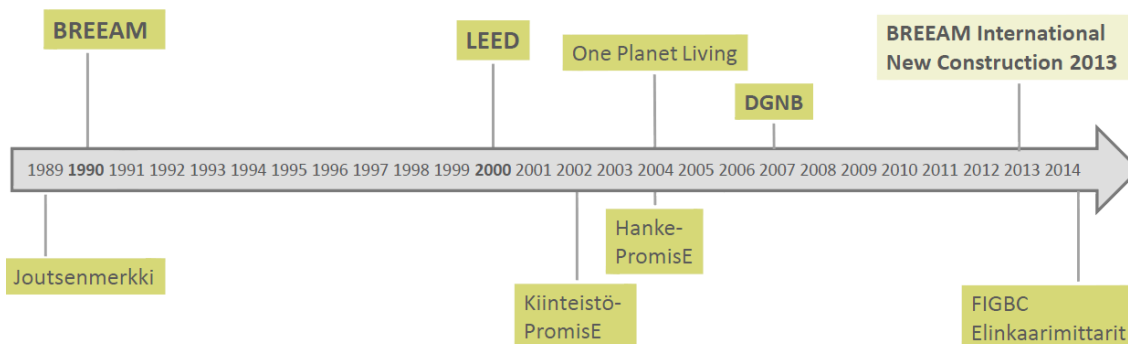 BREEAM
LEED
One Planet Living
DGNB
BREEAM International
New Construction 2013
1989 1990 1991 1992 1993 1994 1995 1996 1997 1998 1999 2000 2001 2002 2003 2004 2005 2006 2007 2008 2009 2010 2011 2012 2013 2014
Joutsenmerkki
Kiinteistö-
PromisE
Hanke-
PromisE
FIGBC
Elinkaarimittarit